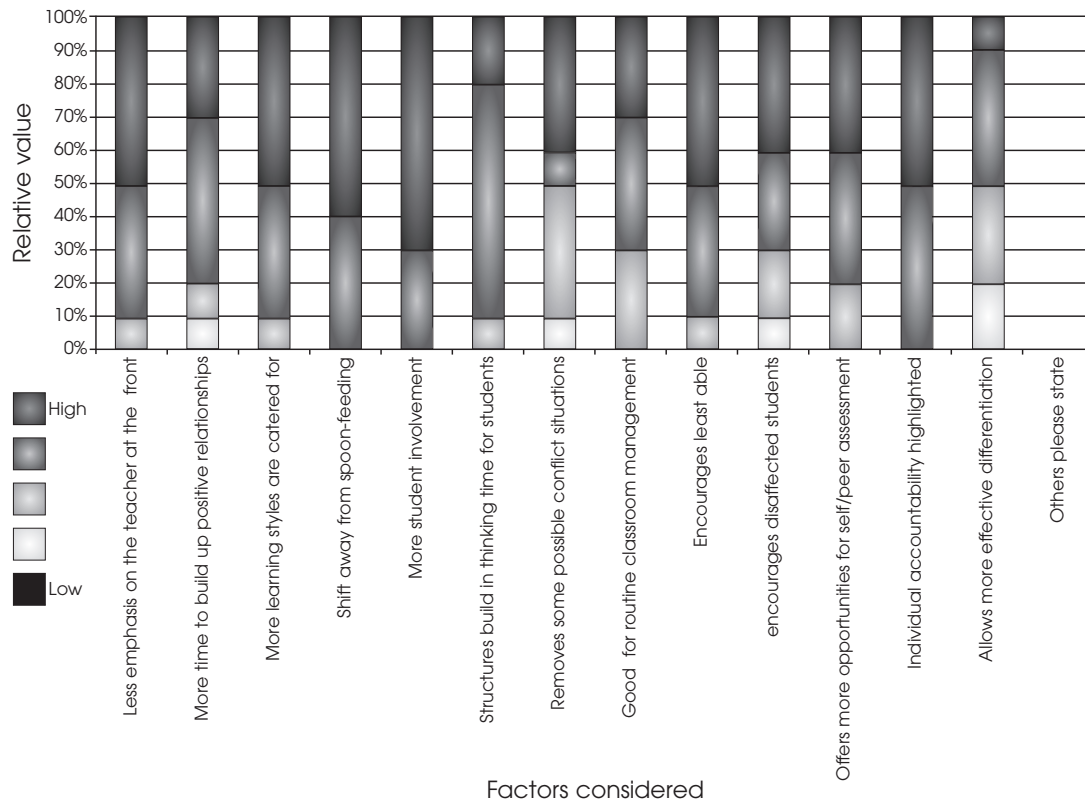 100%
90%
80%
70%
60%
50%
40%
30%
20%
10%
0%
Relative value
High
Low
Less emphasis on the teacher at the front
More time to build up positive relationships
More learning styles are catered for
Shift away from spoon-feeding
More student involvement
Structures build in thinking time for students
Removes some possible conflict situations
Good for routine classroom management
Encourages least able
encourages disaffected students
Offers more opportunities for self/peer assessment
Individual accountability highlighted
Allows more effective differentiation
Others please state
Factors considered